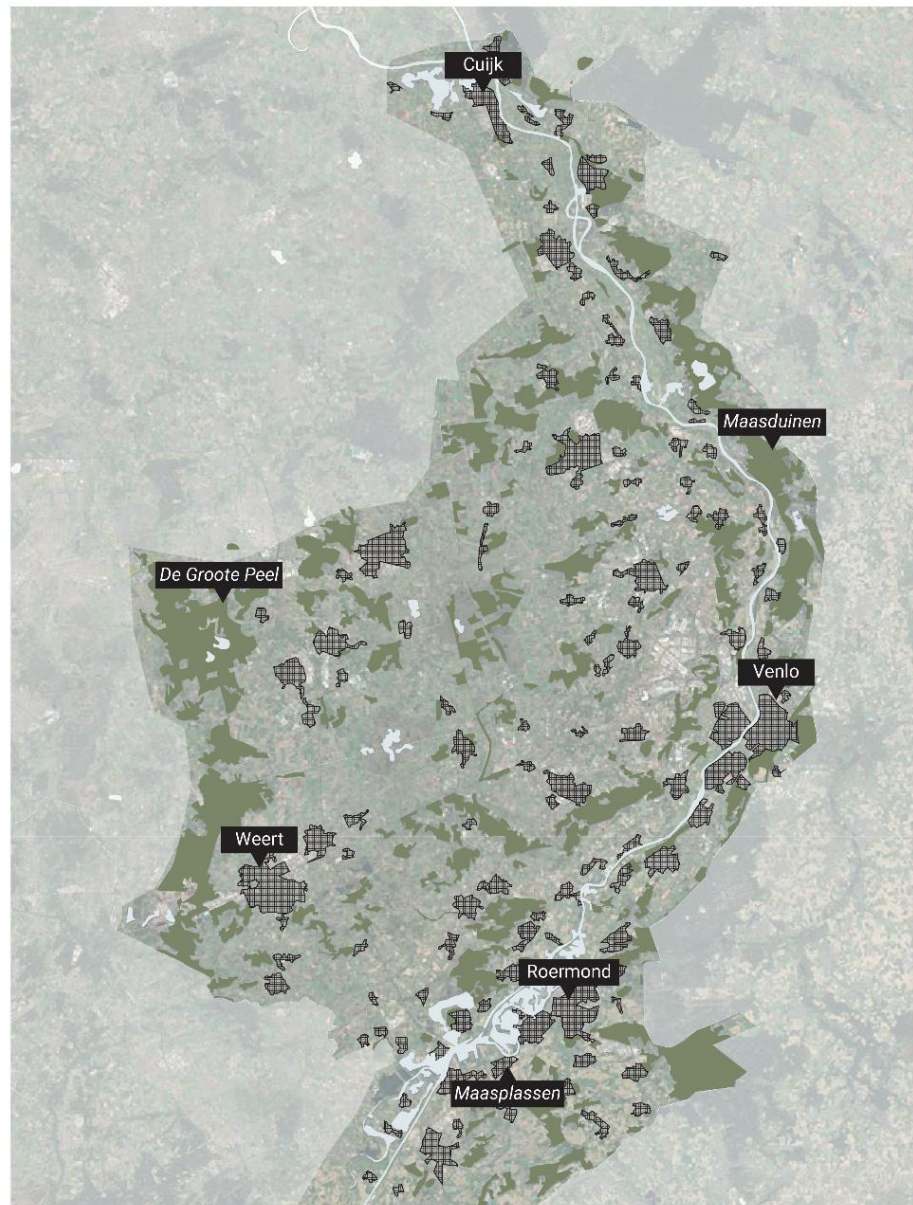 Cuijk
Maasduinen
De Groote Peel
Venlo
Weert
Roermond
Maasplassen